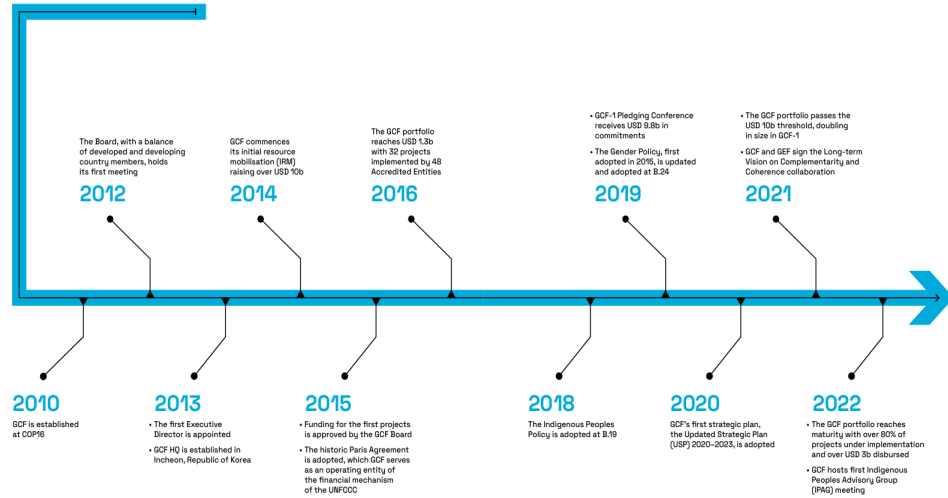 The Board, with a balance
of developed and developing
country members, holds
its first meeting
2012
GCF commences
its initial resource
mobilisation (IRM)
raising over USD 10b
2014
The GCF portfolio
reaches USD 1.3b
with 32 projects
implemented by 48
Accredited Entities
2016
• GCF-1 Pledging Conference
receives USD 9.8b in
commitments
• The Gender Policy, first
adopted in 2015, is updated
and adopted at B.24
2019
• The GCF portfolio passes the
USD 10b threshold, doubling
in size in GCF-1
• GCF and GEF sign the Long-term
Vision on Complementarity and
Coherence collaboration
2021
2010
GCF is established
at COP16
2013
• The first Executive
Director is appointed
• GCF HQ is established in
Incheon, Republic of Korea
2015
• Funding for the first projects
is approved by the GCF Board
• The historic Paris Agreement
is adopted, which GCF serves
as an operating entity of
the financial mechanism
of the UNFCCC
2018
The Indigenous Peoples
Policy is adopted at B.19
2020
GCF's first strategic plan,
the Updated Strategic Plan
(USP) 2020–2023, is adopted
2022
• The GCF portfolio reaches
maturity with over 80% of
projects under implementation
and over USD 3b disbursed
• GCF hosts first Indigenous
Peoples Advisory Group
(IPAG) meeting